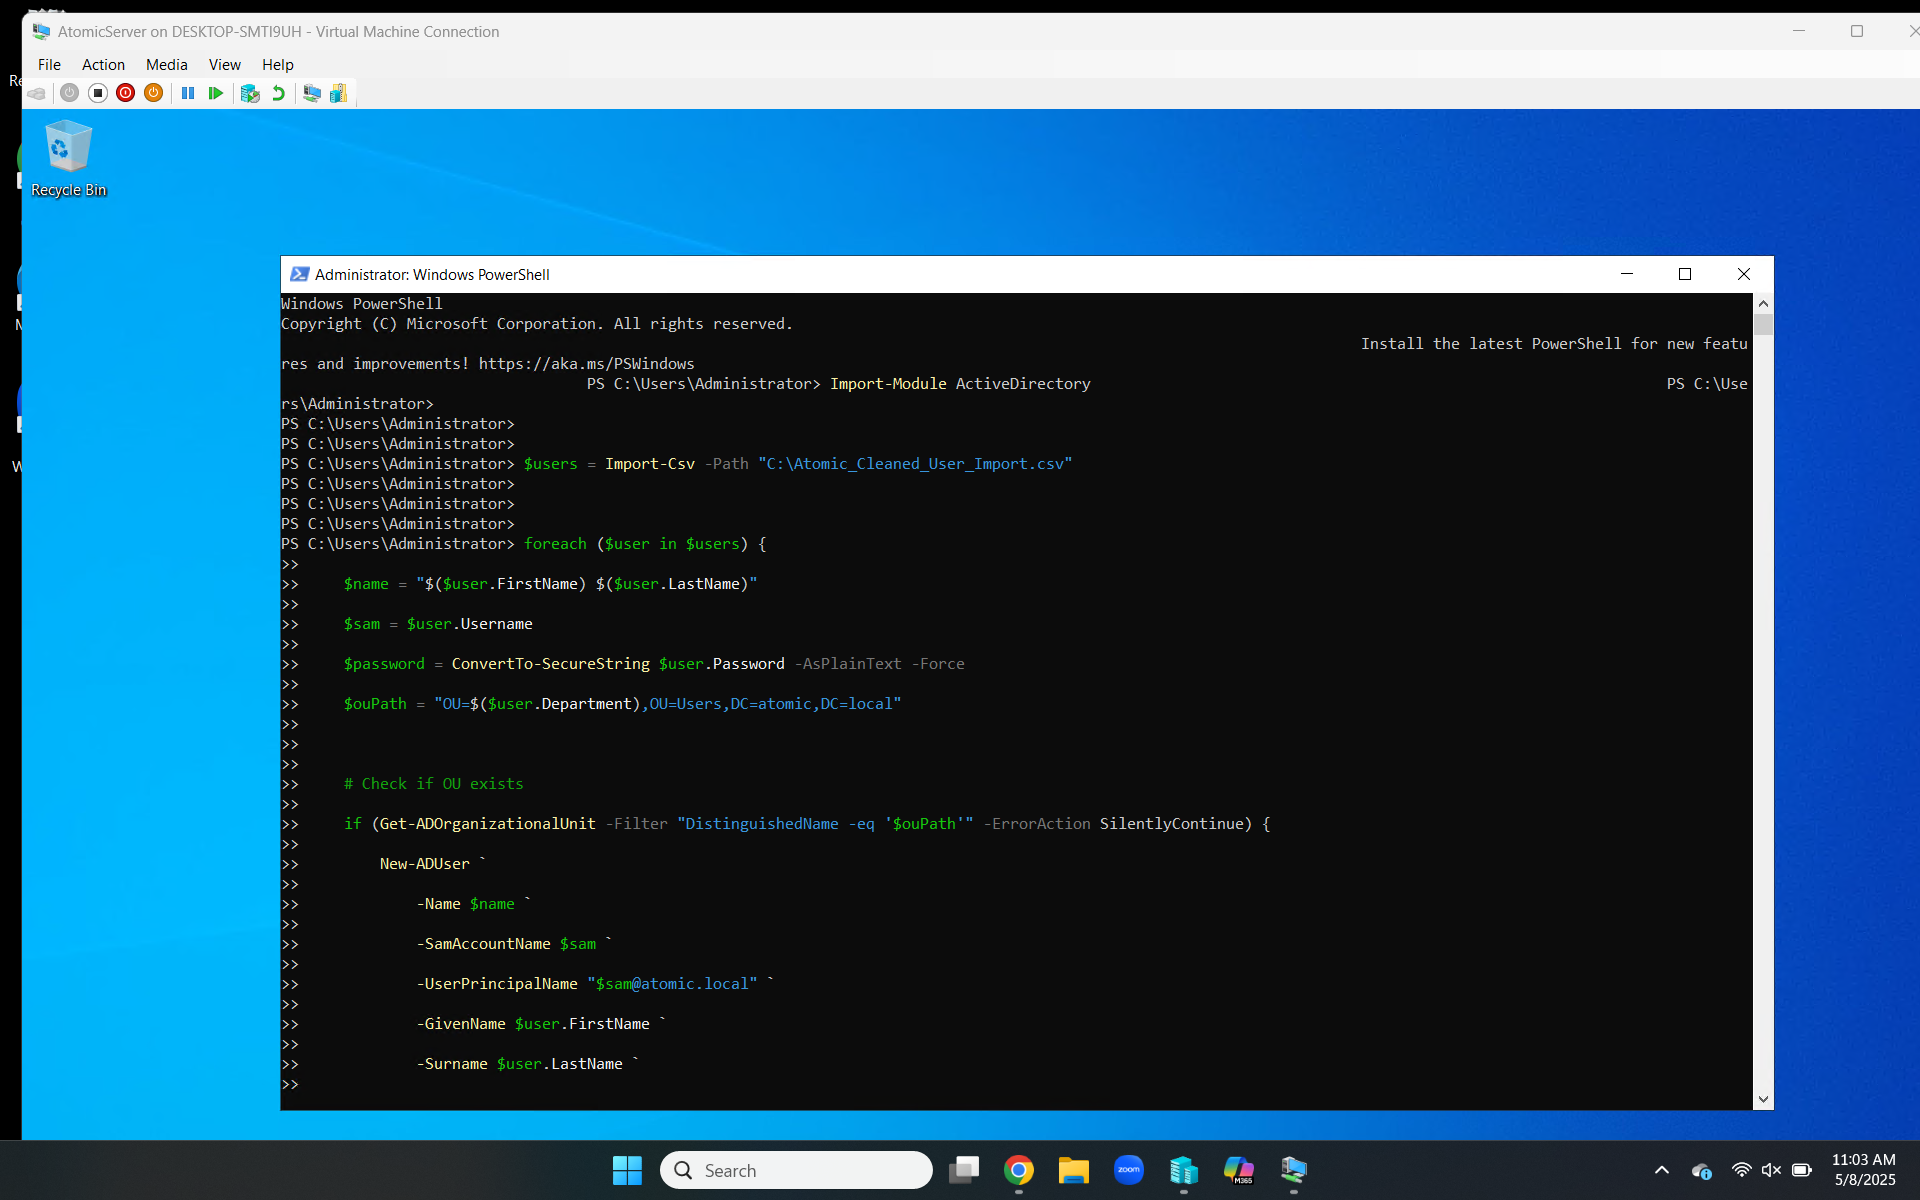 AtomicServer on DESKTOP-SMTI9UH - Virtual Machine Connection
File Action Media View Help
Recycle Bin
Administrator: Windows PowerShell
Windows PowerShell
Copyright (C) Microsoft Corporation. All rights reserved.
Install the latest PowerShell for new featu
res and improvements! https://aka.ms/PSWindows
PS C:\Users\Administrator> Import-Module ActiveDirectory PS C:\Use
rs\Administrator>
PS C:\Users\Administrator>
PS C:\Users\Administrator>
PS C:\Users\Administrator> $users = Import-Csv -Path "C:\Atomic_Cleaned_User_Import.csv"
PS C:\Users\Administrator>
PS C:\Users\Administrator>
PS C:\Users\Administrator>
PS C:\Users\Administrator> foreach ($user in $users) {
>>
>> $name = "$($user.FirstName) $($user.LastName)"
>>
>> $sam = $user.Username
>>
>> $password = ConvertTo-SecureString $user.Password -AsPlainText -Force
>>
>> $ouPath = "OU=$($user.Department),OU=Users,DC=atomic,DC=local"
>>
>>
>>
>> # Check if OU exists
>>
>> if (Get-ADOrganizationalUnit -Filter "DistinguishedName -eq '$ouPath'" -ErrorAction SilentlyContinue) {
>>
>> New-ADUser `
>>
>> -Name $name `
>>
>> -SamAccountName $sam `
>>
>> -UserPrincipalName "$sam@atomic.local" `
>>
>> -GivenName $user.FirstName `
>>
>> -Surname $user.LastName `
>>
Search
zoom
M365
11:03 AM
5/8/2025